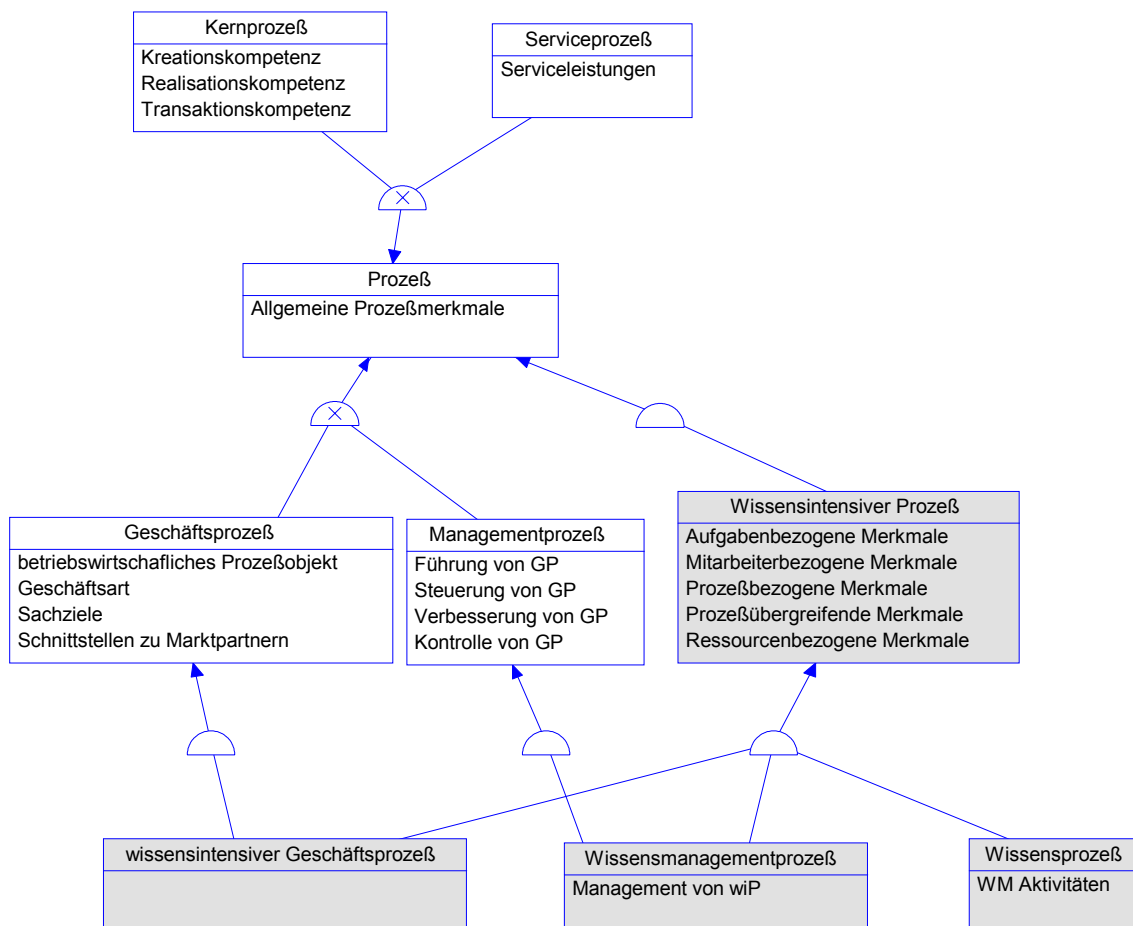 Kernprozeß
Kreationskompetenz
Realisationskompetenz
Transaktionskompetenz
Serviceprozeß
Serviceleistungen
Prozeß
Allgemeine Prozeßmerkmale
Geschäftsprozeß
betriebswirtschafliches Prozeßobjekt
Geschäftsart
Sachziele
Schnittstellen zu Marktpartnern
Managementprozeß
Führung von GP
Steuerung von GP
Verbesserung von GP
Kontrolle von GP
Wissensintensiver Prozeß
Aufgabenbezogene Merkmale
Mitarbeiterbezogene Merkmale
Prozeßbezogene Merkmale
Prozeßübergreifende Merkmale
Ressourcenbezogene Merkmale
wissensintensiver Geschäftsprozeß
Wissensmanagementprozeß
Management von wiP
Wissensprozeß
WM Aktivitäten